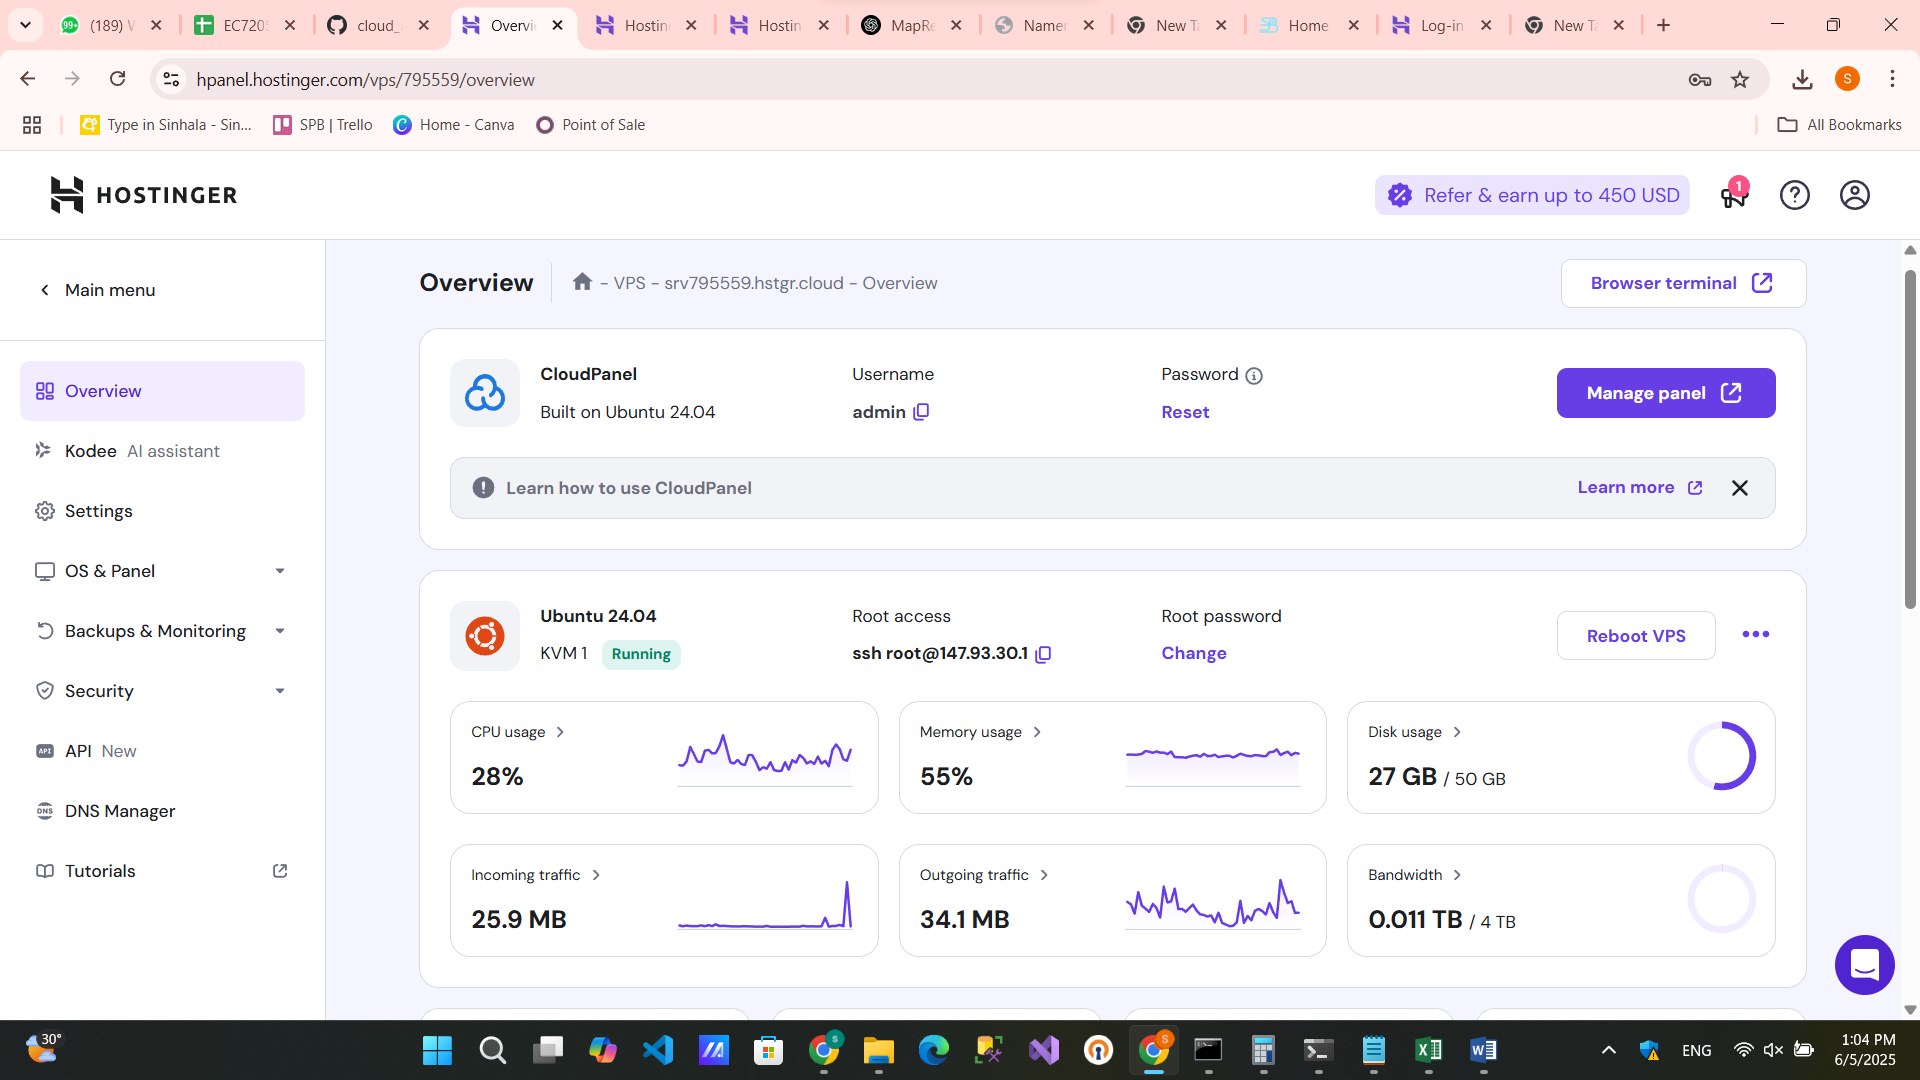 (189) W
EC7205
cloud_
Overvi
Hostin
Hostin
MapRe
Namen
New Ta
Home
Log-in
New Ta
hpanel.hostinger.com/vps/795559/overview
S
Type in Sinhala - Sin...
SPB | Trello
Home - Canva
Point of Sale
All Bookmarks
HOSTINGER
Refer & earn up to 450 USD
1
Main menu
Overview
- VPS - srv795559.hstgr.cloud - Overview
Browser terminal
Overview
Kodee AI assistant
Settings
OS & Panel
Backups & Monitoring
Security
API New
DNS Manager
Tutorials
CloudPanel
Built on Ubuntu 24.04
Username
admin
Password
Reset
Manage panel
Learn how to use CloudPanel
Learn more
Ubuntu 24.04
KVM 1 Running
Root access
ssh root@147.93.30.1
Root password
Change
Reboot VPS
CPU usage
28%
Memory usage
55%
Disk usage
27 GB / 50 GB
Incoming traffic
25.9 MB
Outgoing traffic
34.1 MB
Bandwidth
0.011 TB / 4 TB
30°
ENG
1:04 PM
6/5/2025